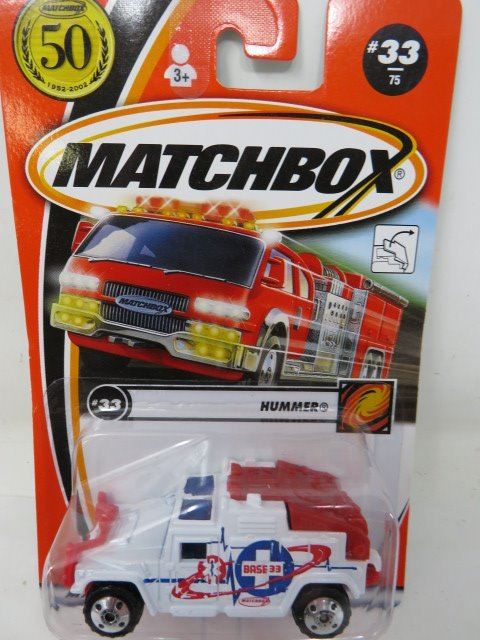 MATCHBOX
50
1952-2002
3+
#33
75
MATCHBOX®
MATCHBOX
#33
HUMMER®
BASE 33
MATCHBOX